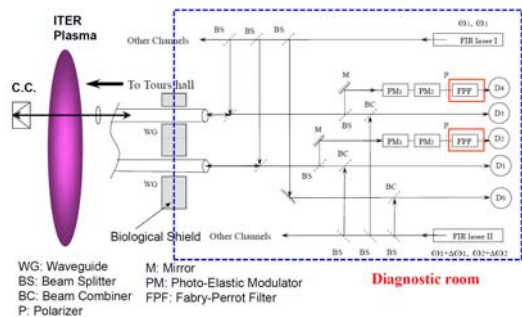 ITER
Plasma
C.C.
To Tours hall
Other Channels
BS
BS
BS
ω1, ω2
FIR laser I
M
PM1
PM2
P
FPF
D4
BS
BC
D3
WG
M
PM1
PM2
P
FPF
D2
BS
BC
D1
WG
BC
D0
Biological Shield
Other Channels
BS
BS
BS
FIR laser II
ω1+Δω1, ω2+Δω2
Diagnostic room
WG: Waveguide
BS: Beam Splitter
BC: Beam Combiner
P: Polarizer
M: Mirror
PM: Photo-Elastic Modulator
FPF: Fabry-Perrot Filter